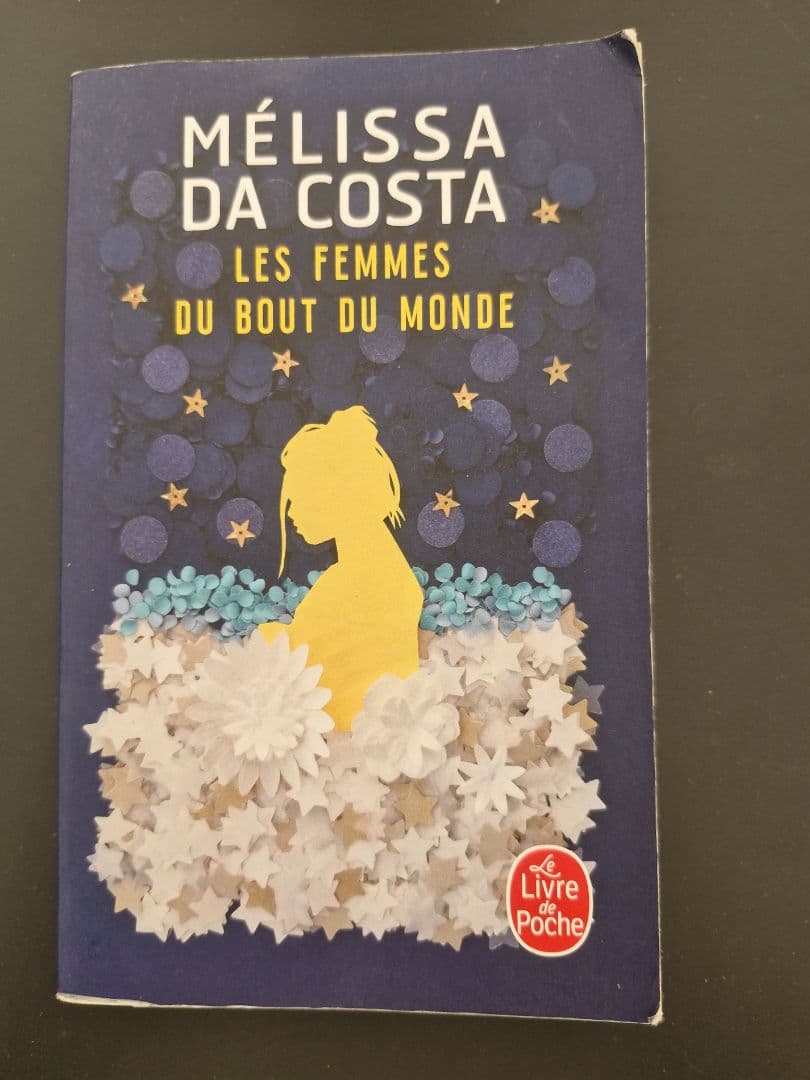 MÉLISSA
DA COSTA
LES FEMMES
DU BOUT DU MONDE
Le
Livre
de
Poche